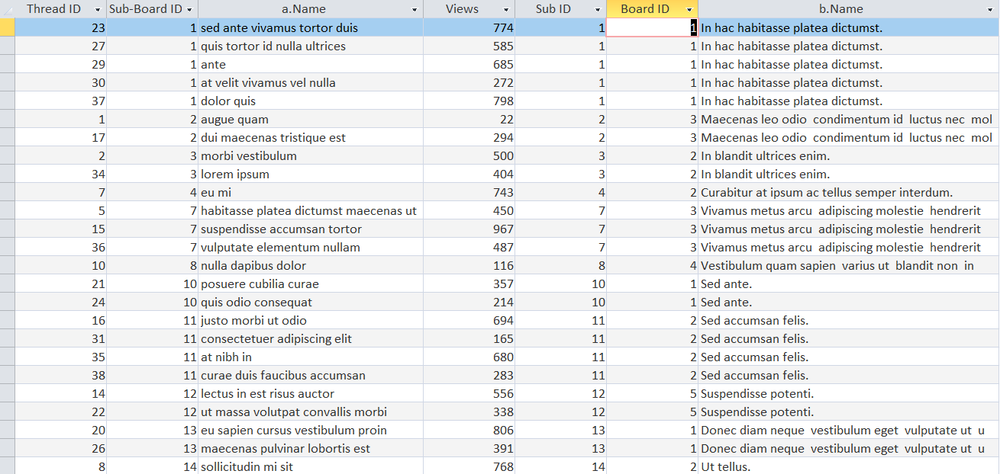 Thread ID Sub-Board ID a.Name Views Sub ID Board ID b.Name
23 1 sed ante vivamus tortor duis 774 1 1 In hac habitasse platea dictumst.
27 1 quis tortor id nulla ultrices 585 1 1 In hac habitasse platea dictumst.
29 1 ante 685 1 1 In hac habitasse platea dictumst.
30 1 at velit vivamus vel nulla 272 1 1 In hac habitasse platea dictumst.
37 1 dolor quis 798 1 1 In hac habitasse platea dictumst.
1 2 augue quam 22 2 3 Maecenas leo odio condimentum id luctus nec mol
17 2 dui maecenas tristique est 294 2 3 Maecenas leo odio condimentum id luctus nec mol
2 3 morbi vestibulum 500 3 2 In blandit ultrices enim.
34 3 lorem ipsum 404 3 2 In blandit ultrices enim.
7 4 eu mi 743 4 2 Curabitur at ipsum ac tellus semper interdum.
5 7 habitasse platea dictumst maecenas ut 450 7 3 Vivamus metus arcu adipiscing molestie hendrerit
15 7 suspendisse accumsan tortor 967 7 3 Vivamus metus arcu adipiscing molestie hendrerit
36 7 vulputate elementum nullam 487 7 3 Vivamus metus arcu adipiscing molestie hendrerit
10 8 nulla dapibus dolor 116 8 4 Vestibulum quam sapien varius ut blandit non in
21 10 posuere cubilia curae 357 10 1 Sed ante.
24 10 quis odio consequat 214 10 1 Sed ante.
16 11 justo morbi ut odio 694 11 2 Sed accumsan felis.
31 11 consectetuer adipiscing elit 165 11 2 Sed accumsan felis.
35 11 at nibh in 680 11 2 Sed accumsan felis.
38 11 curae duis faucibus accumsan 283 11 2 Sed accumsan felis.
14 12 lectus in est risus auctor 556 12 5 Suspendisse potenti.
22 12 ut massa volutpat convallis morbi 338 12 5 Suspendisse potenti.
20 13 eu sapien cursus vestibulum proin 806 13 1 Donec diam neque vestibulum eget vulputate ut u
26 13 maecenas pulvinar lobortis est 391 13 1 Donec diam neque vestibulum eget vulputate ut u
8 14 sollicitudin mi sit 768 14 2 Ut tellus.